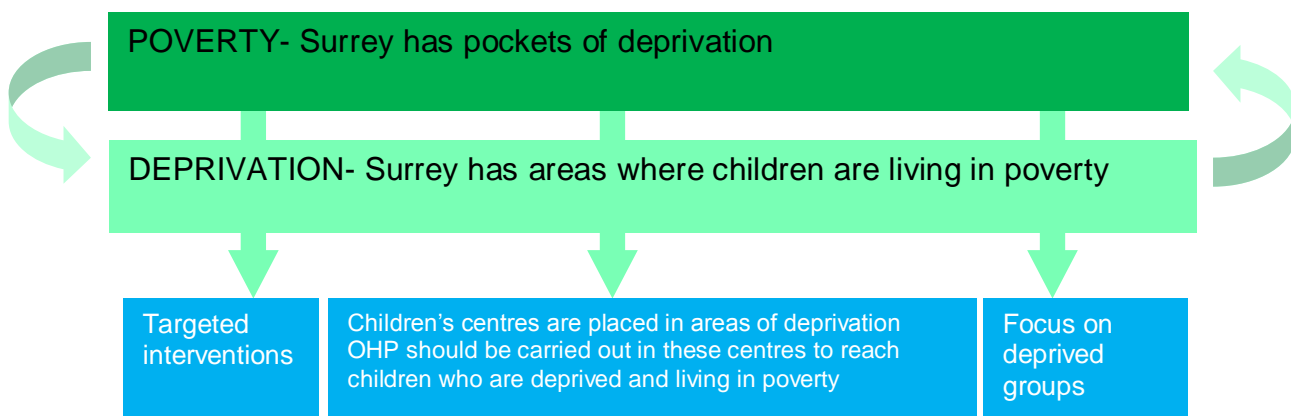 POVERTY- Surrey has pockets of deprivation
DEPRIVATION- Surrey has areas where children are living in poverty
Targeted
interventions
Children’s centres are placed in areas of deprivation
OHP should be carried out in these centres to reach
children who are deprived and living in poverty
Focus on
deprived
groups